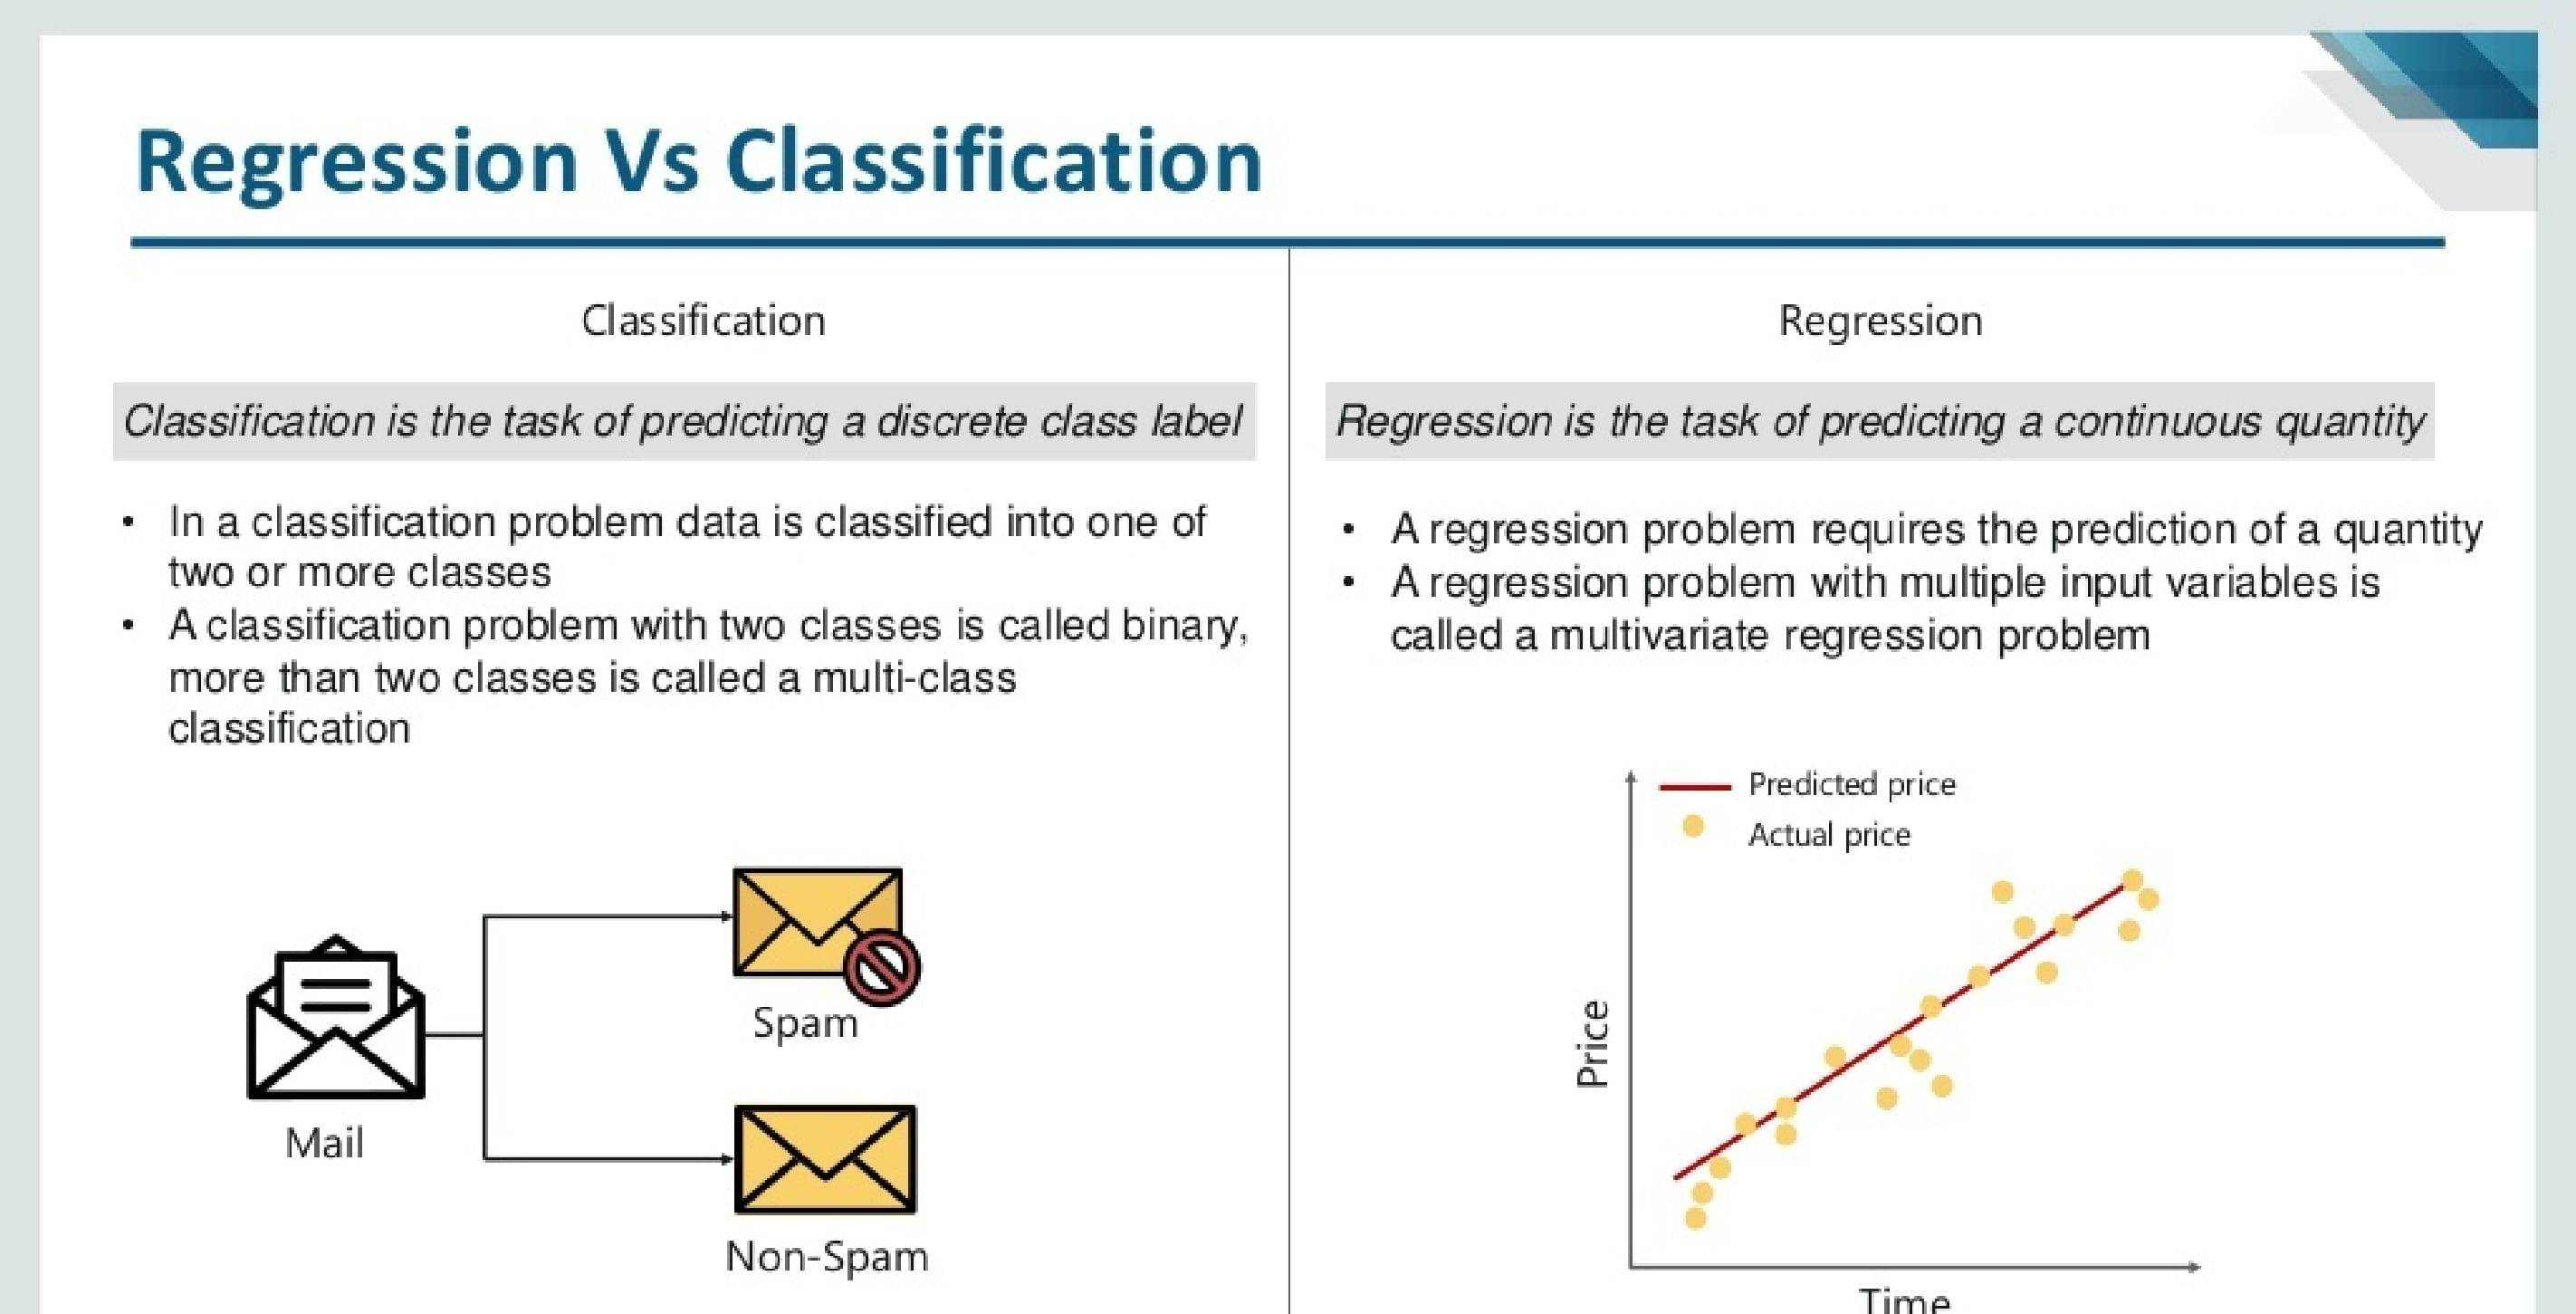 Regression Vs Classification
Classification
Classification is the task of predicting a discrete class label
• In a classification problem data is classified into one of
two or more classes
• A classification problem with two classes is called binary,
more than two classes is called a multi-class
classification
Mail
Spam
Non-Spam
Regression
Regression is the task of predicting a continuous quantity
• A regression problem requires the prediction of a quantity
• A regression problem with multiple input variables is
called a multivariate regression problem
Predicted price
Actual price
Price
Time